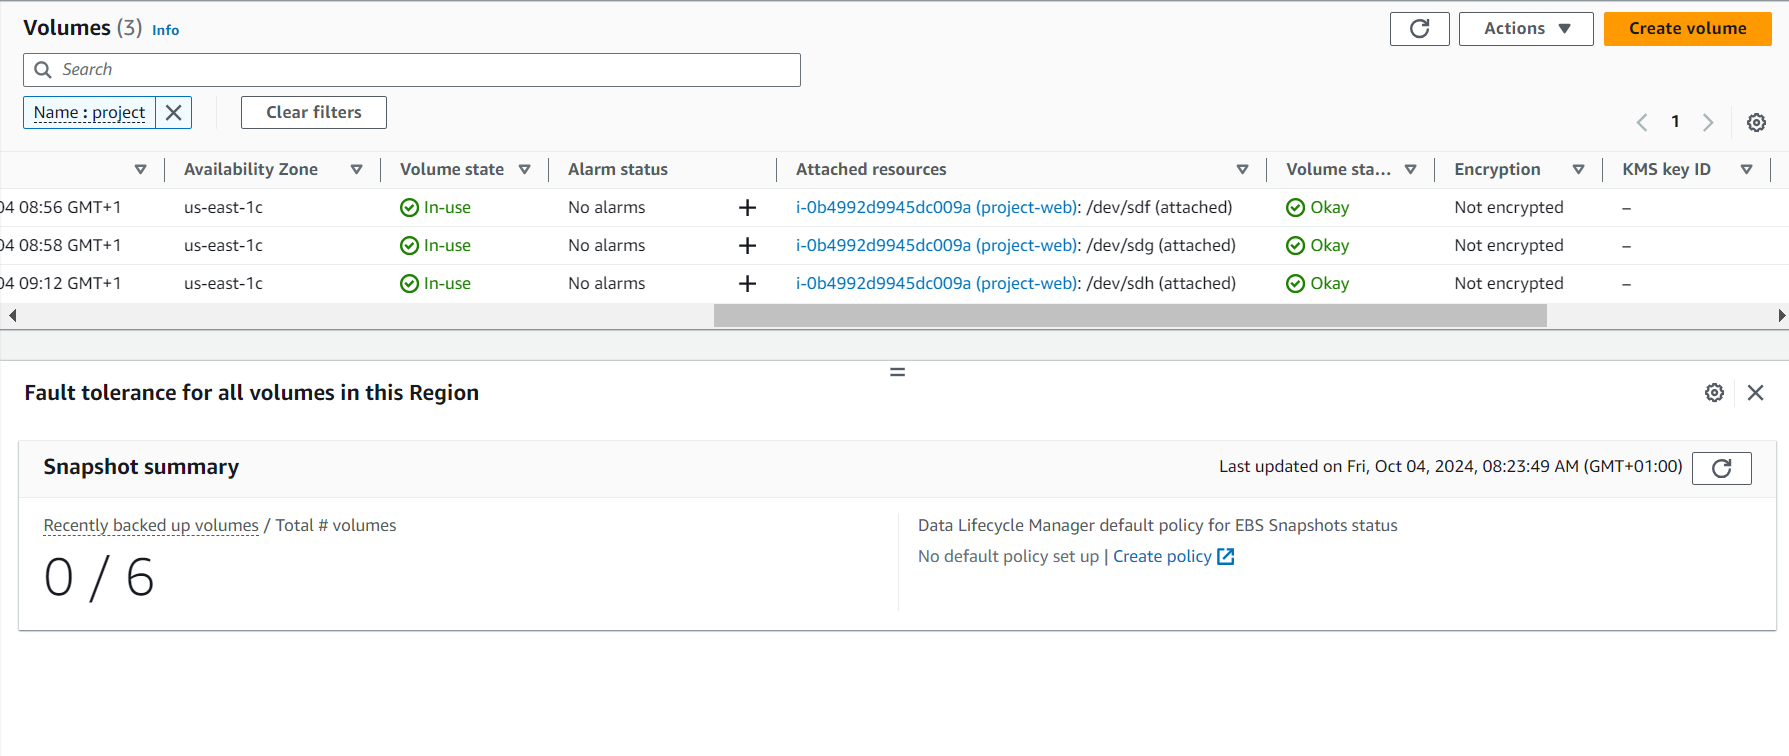 Volumes (3) Info
Actions
Create volume
Search
Name : project
Clear filters
1
Availability Zone Volume state Alarm status Attached resources Volume sta... Encryption KMS key ID
04 08:56 GMT+1 us-east-1c In-use No alarms + i-0b4992d9945dc009a (project-web): /dev/sdf (attached) Okay Not encrypted –
04 08:58 GMT+1 us-east-1c In-use No alarms + i-0b4992d9945dc009a (project-web): /dev/sdg (attached) Okay Not encrypted –
04 09:12 GMT+1 us-east-1c In-use No alarms + i-0b4992d9945dc009a (project-web): /dev/sdh (attached) Okay Not encrypted –
Fault tolerance for all volumes in this Region
Snapshot summary
Last updated on Fri, Oct 04, 2024, 08:23:49 AM (GMT+01:00)
Recently backed up volumes / Total # volumes
0 / 6
Data Lifecycle Manager default policy for EBS Snapshots status
No default policy set up | Create policy